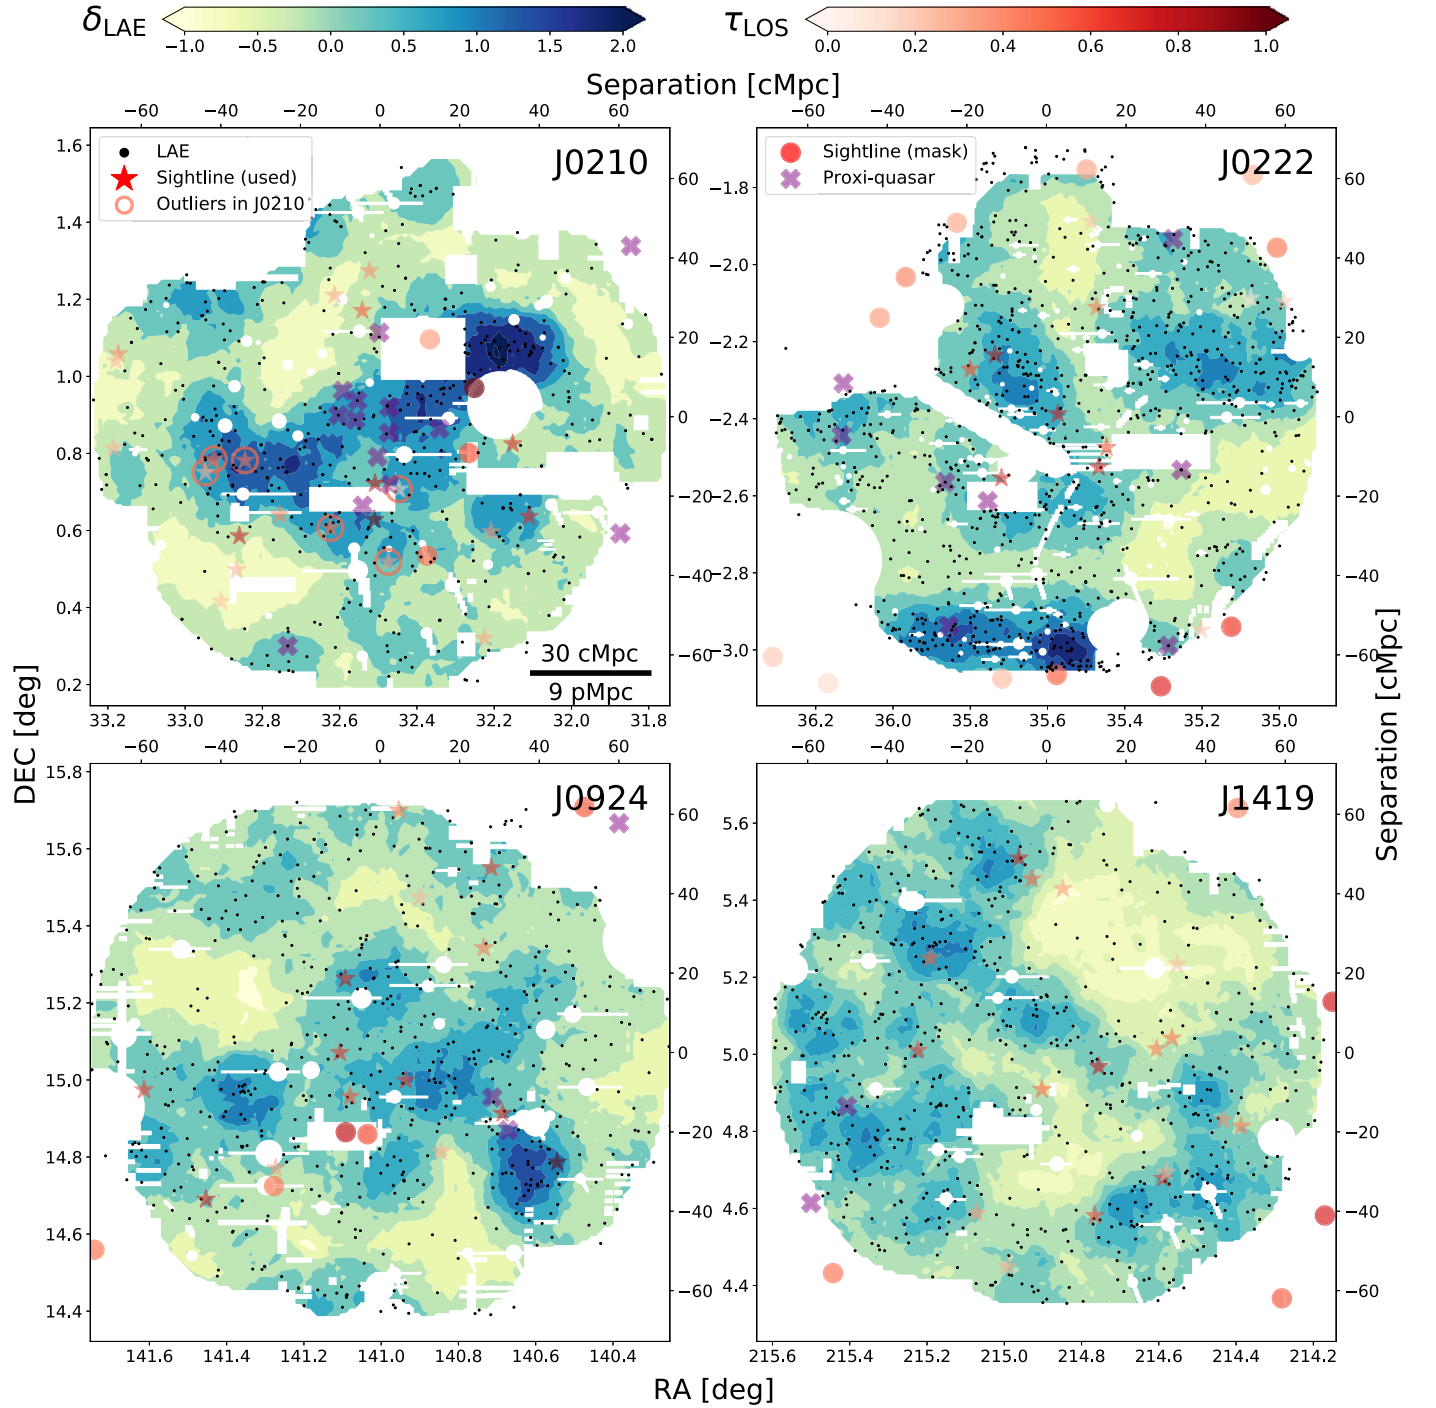 δLAE
−1.0 −0.5 0.0 0.5 1.0 1.5 2.0
τLOS
0.0 0.2 0.4 0.6 0.8 1.0
Separation [cMpc]
−60 −40 −20 0 20 40 60
−60 −40 −20 0 20 40 60
LAE
Sightline (used)
Outliers in J0210
J0210
Sightline (mask)
Proxi-quasar
J0222
1.6
1.4
1.2
1.0
0.8
0.6
0.4
0.2
60
40
20
0
−20
−40
−60
30 cMpc
9 pMpc
33.2 33.0 32.8 32.6 32.4 32.2 32.0 31.8
−1.8
−2.0
−2.2
−2.4
−2.6
−2.8
−3.0
60
40
20
0
−20
−40
−60
36.2 36.0 35.8 35.6 35.4 35.2 35.0
DEC [deg]
Separation [cMpc]
−60 −40 −20 0 20 40 60
−60 −40 −20 0 20 40 60
J0924
J1419
15.8
15.6
15.4
15.2
15.0
14.8
14.6
14.4
60
40
20
0
−20
−40
−60
141.6 141.4 141.2 141.0 140.8 140.6 140.4
5.6
5.4
5.2
5.0
4.8
4.6
4.4
60
40
20
0
−20
−40
−60
215.6 215.4 215.2 215.0 214.8 214.6 214.4 214.2
RA [deg]